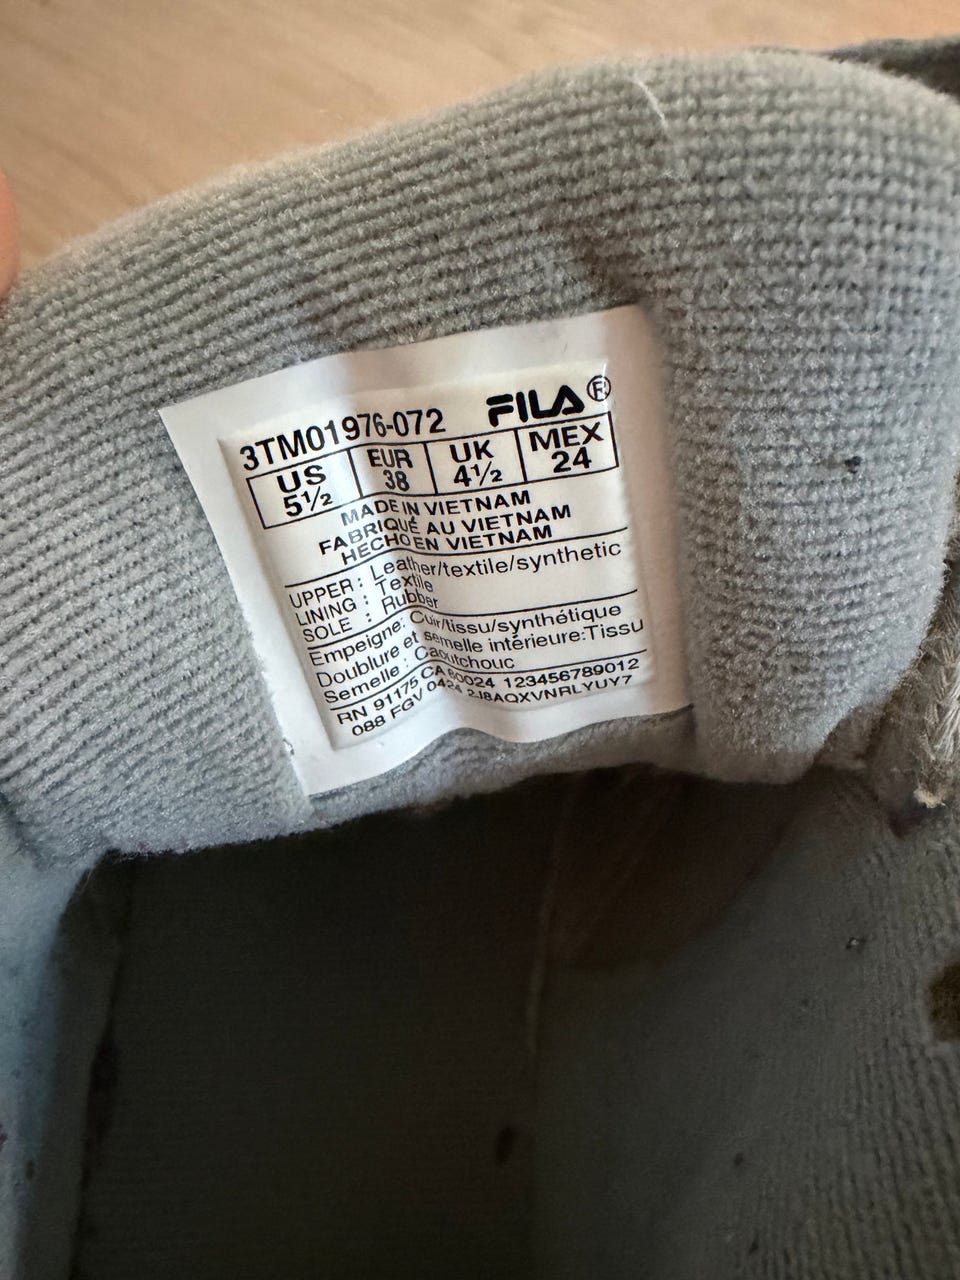 3TM01976-072 FILA®
US EUR UK MEX
5½ 38 4½ 24
MADE IN VIETNAM
FABRIQUÉ AU VIETNAM
HECHO EN VIETNAM
UPPER: Leather/textile/synthetic
LINING : Textile
SOLE : Rubber
Empeigne: Cuir/tissu/synthétique
Doublure et semelle intérieure:Tissu
Semelle : Caoutchouc
RN 91175 CA 60024 123456789012
088 FGV 0424 2J8AQXVNRLYUY7